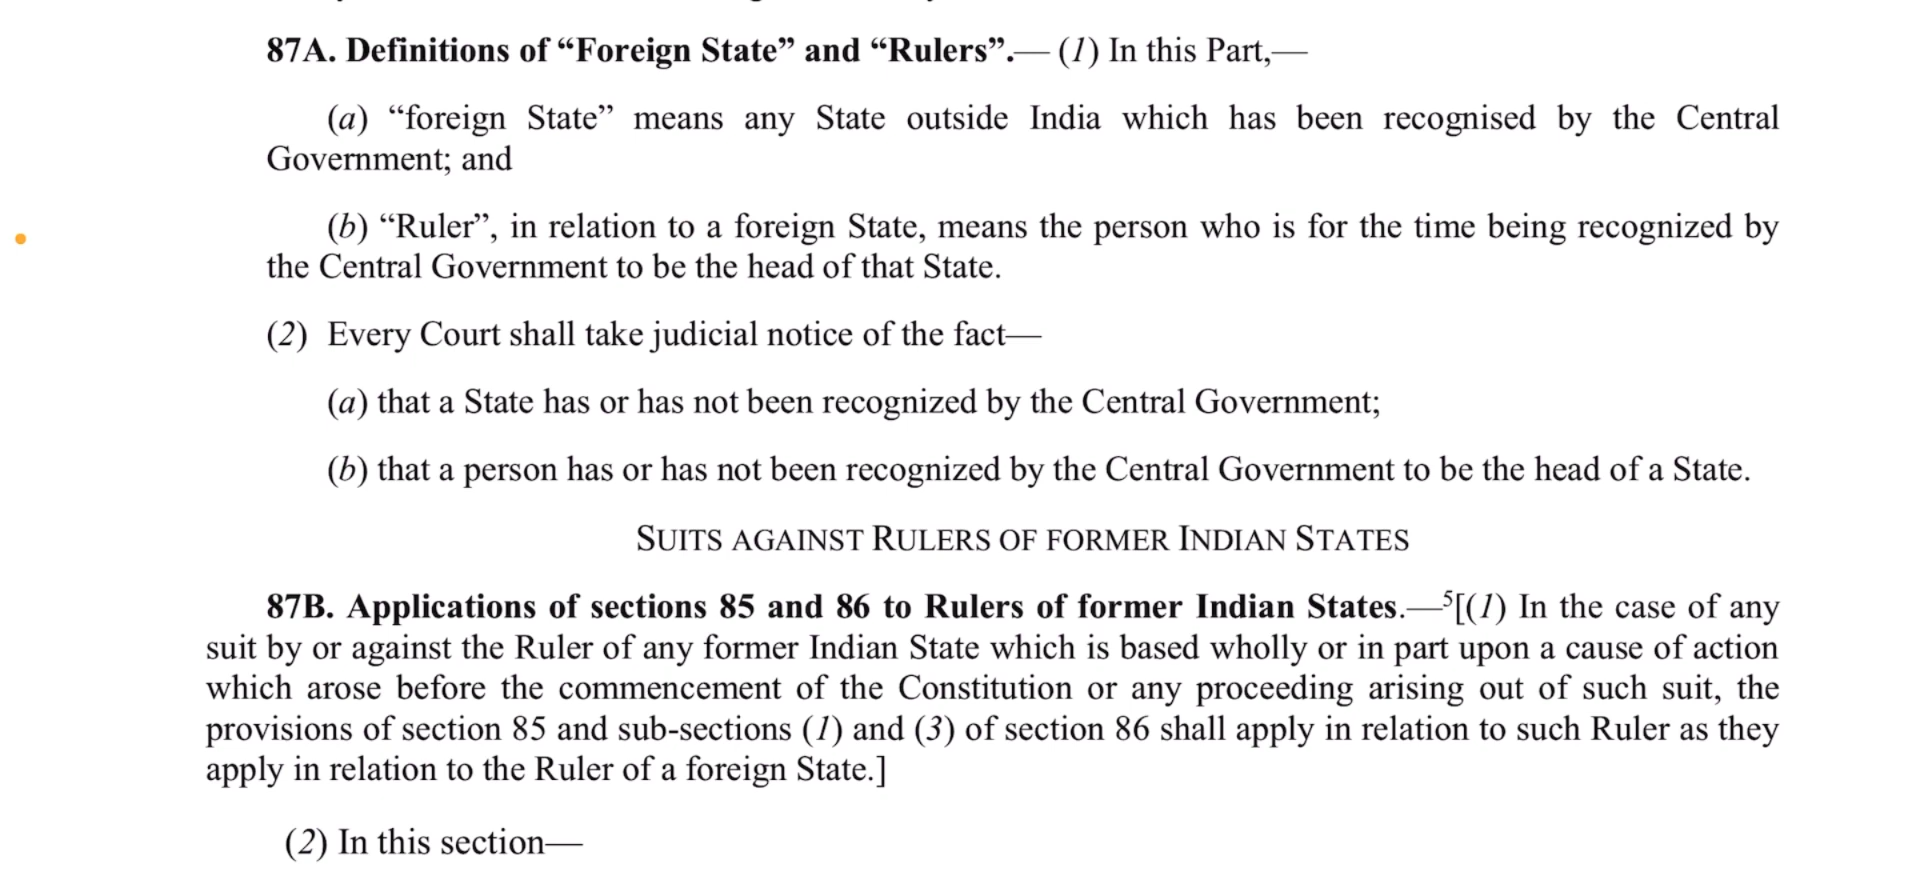 87A. Definitions of “Foreign State” and “Rulers”.— (1) In this Part,—
(a) “foreign State” means any State outside India which has been recognised by the Central
Government; and
(b) “Ruler”, in relation to a foreign State, means the person who is for the time being recognized by
the Central Government to be the head of that State.
(2) Every Court shall take judicial notice of the fact—
(a) that a State has or has not been recognized by the Central Government;
(b) that a person has or has not been recognized by the Central Government to be the head of a State.
SUITS AGAINST RULERS OF FORMER INDIAN STATES
87B. Applications of sections 85 and 86 to Rulers of former Indian States.—5[(1) In the case of any
suit by or against the Ruler of any former Indian State which is based wholly or in part upon a cause of action
which arose before the commencement of the Constitution or any proceeding arising out of such suit, the
provisions of section 85 and sub-sections (1) and (3) of section 86 shall apply in relation to such Ruler as they
apply in relation to the Ruler of a foreign State.]
(2) In this section—